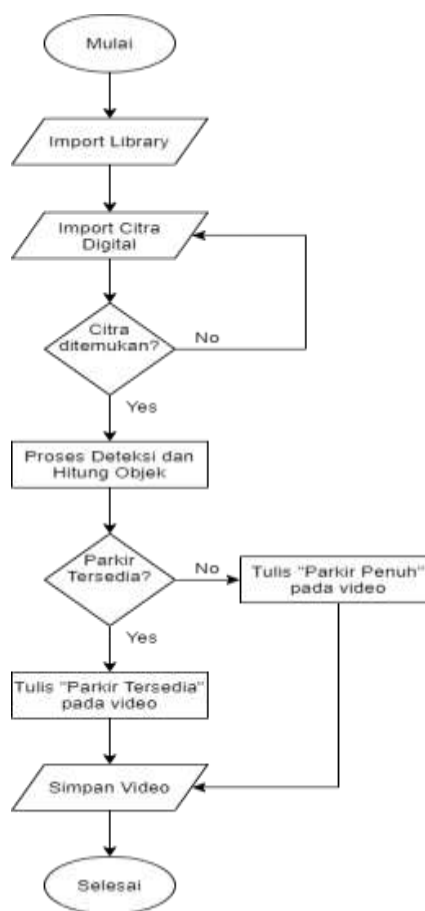 Mulai
Import Library
Import Citra
Digital
Citra
ditemukan?
No
Yes
Proses Deteksi dan
Hitung Objek
Parkir
Tersedia?
No
Tulis "Parkir Penuh"
pada video
Yes
Tulis "Parkir Tersedia"
pada video
Simpan Video
Selesai